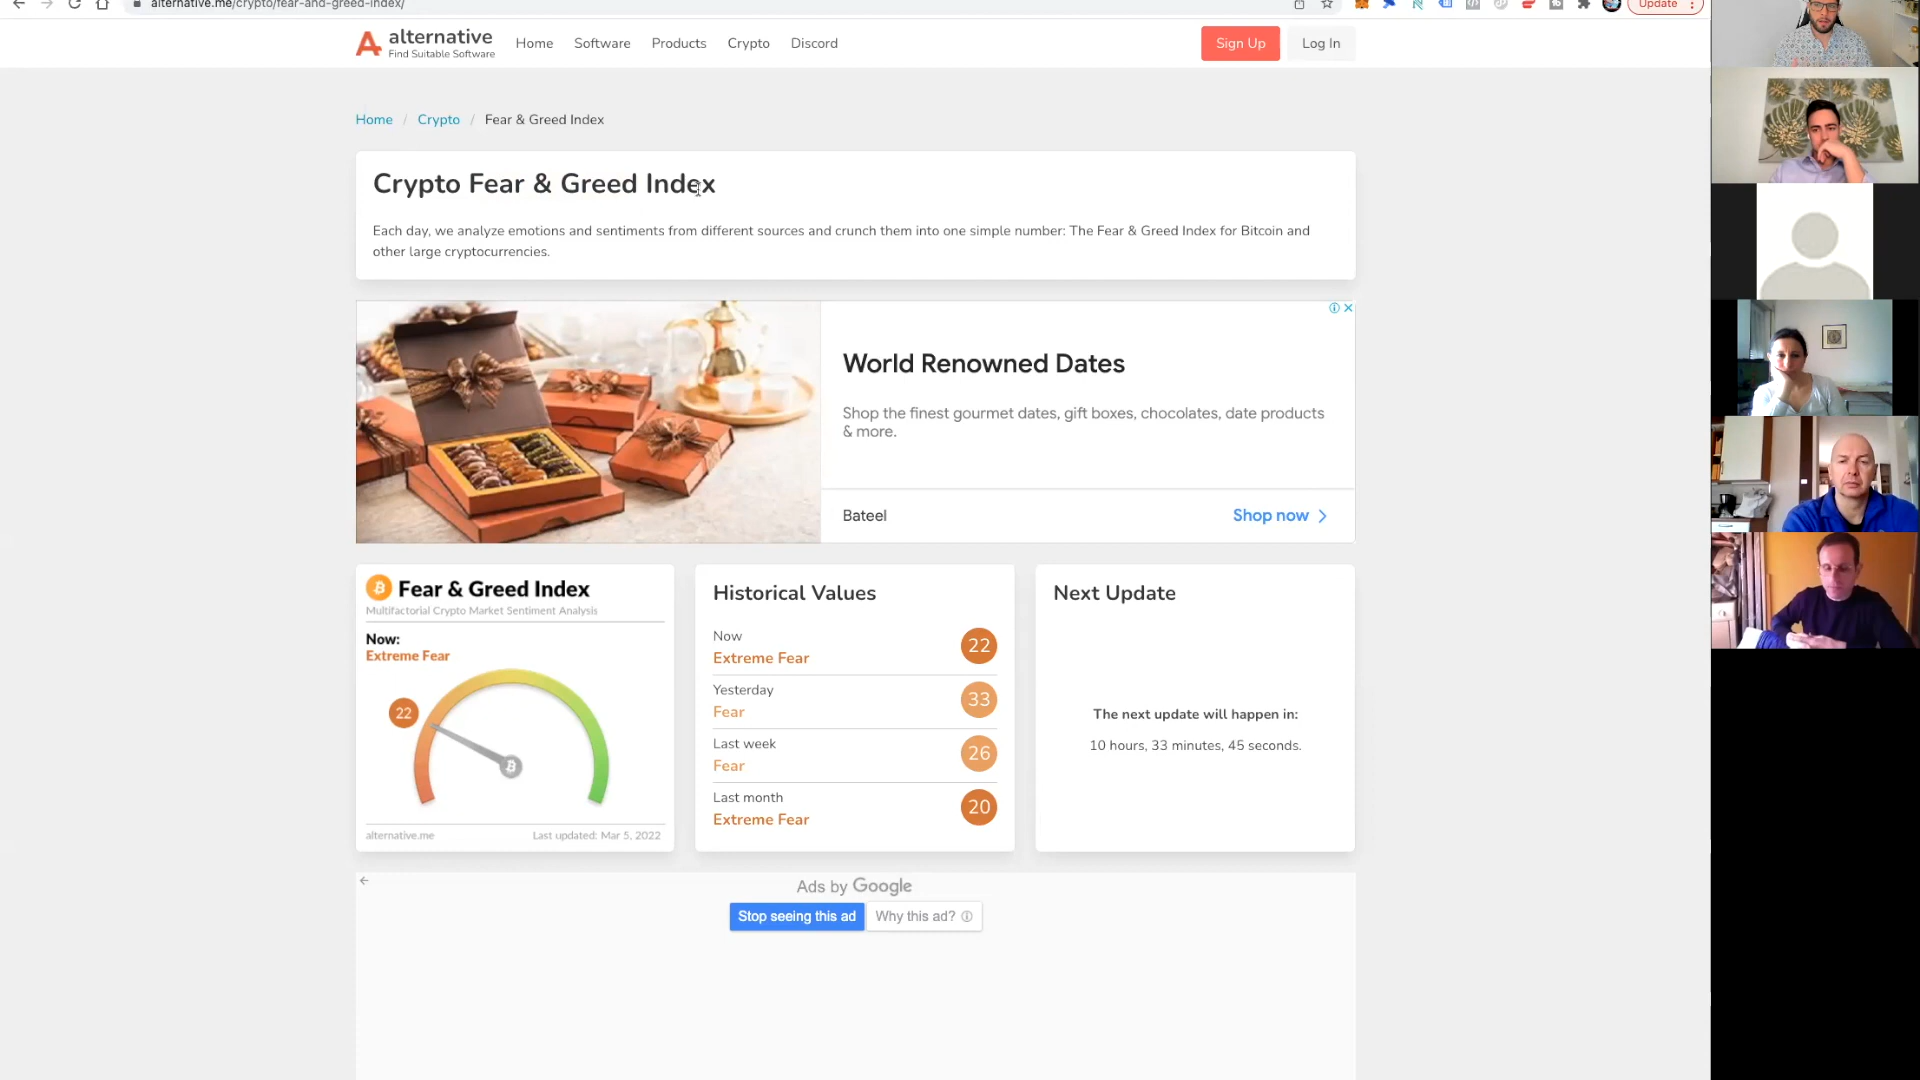 alternative.me/crypto/fear-and-greed-index/
Update
alternative
Find Suitable Software
Home
Software
Products
Crypto
Discord
Sign Up
Log In
Home / Crypto / Fear & Greed Index
Crypto Fear & Greed Index
Each day, we analyze emotions and sentiments from different sources and crunch them into one simple number: The Fear & Greed Index for Bitcoin and
other large cryptocurrencies.
World Renowned Dates
Shop the finest gourmet dates, gift boxes, chocolates, date products
& more.
Bateel
Shop now
Fear & Greed Index
Multifactorial Crypto Market Sentiment Analysis
Now:
Extreme Fear
22
alternative.me
Last updated: Mar 5, 2022
Historical Values
Now
Extreme Fear
22
Yesterday
Fear
33
Last week
Fear
26
Last month
Extreme Fear
20
Next Update
The next update will happen in:
10 hours, 33 minutes, 45 seconds.
Ads by Google
Stop seeing this ad
Why this ad?